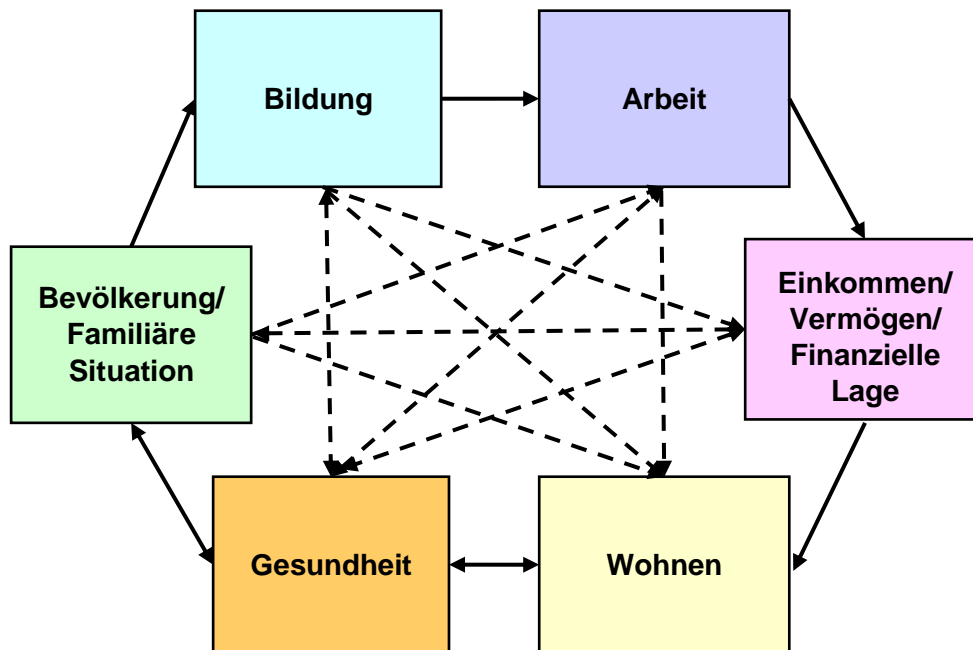 Bildung
Arbeit
Bevölkerung/
Familiäre
Situation
Einkommen/
Vermögen/
Finanzielle
Lage
Gesundheit
Wohnen